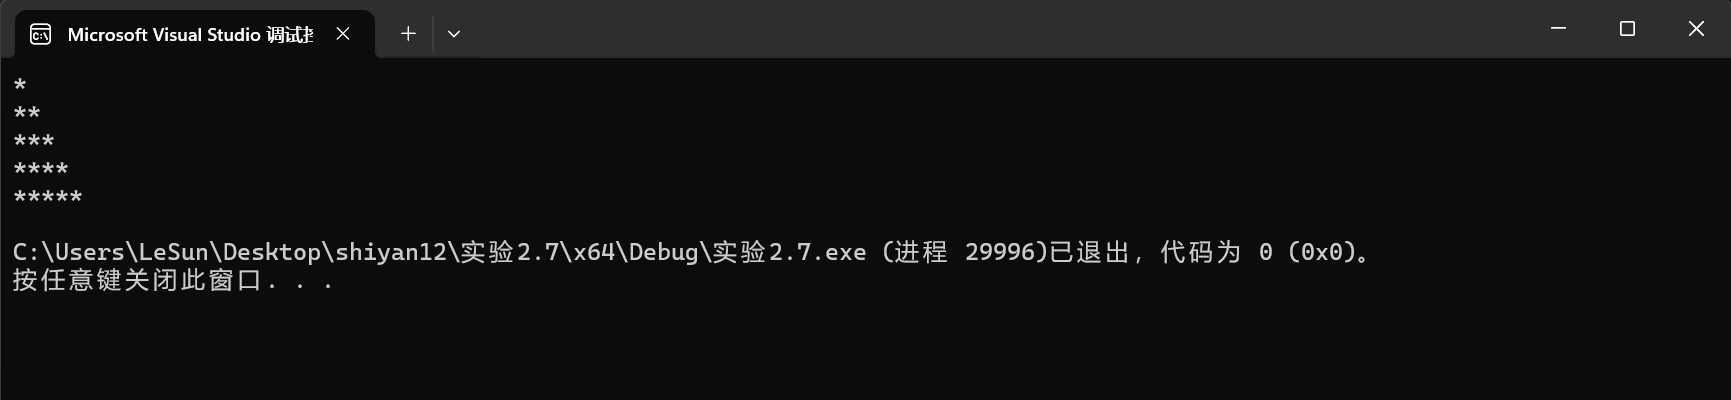 Microsoft Visual Studio 调试
*
**
***
****
*****
C:\Users\LeSun\Desktop\shiyan12\实验2.7\x64\Debug\实验2.7.exe (进程 29996)已退出，代码为 0 (0x0)。
按任意键关闭此窗口. . .